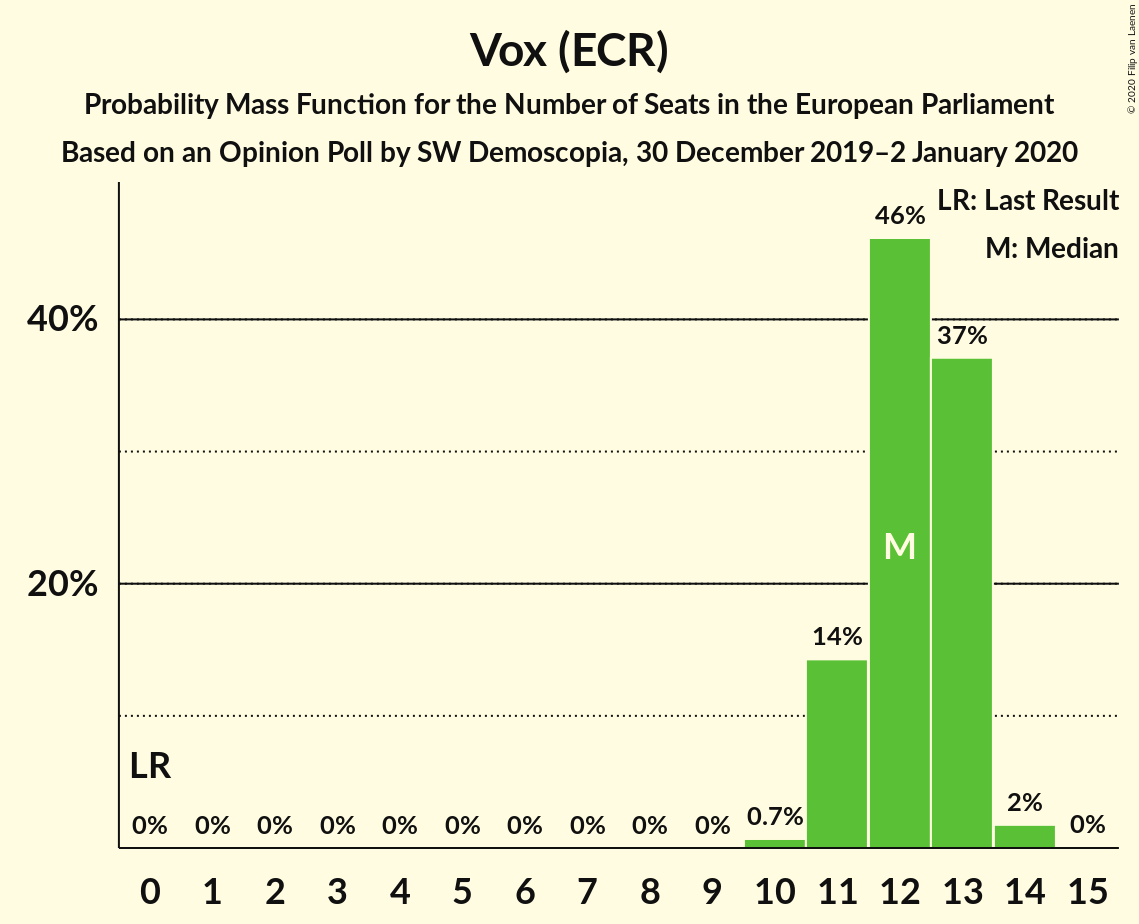 Vox (ECR)
Probability Mass Function for the Number of Seats in the European Parliament
Based on an Opinion Poll by SW Demoscopia, 30 December 2019–2 January 2020
© 2020 Filip van Laenen
LR: Last Result
M: Median
40%
20%
46%
37%
M
14%
LR
0% 0% 0% 0% 0% 0% 0% 0% 0% 0% 0.7% 2% 0%
0 1 2 3 4 5 6 7 8 9 10 11 12 13 14 15